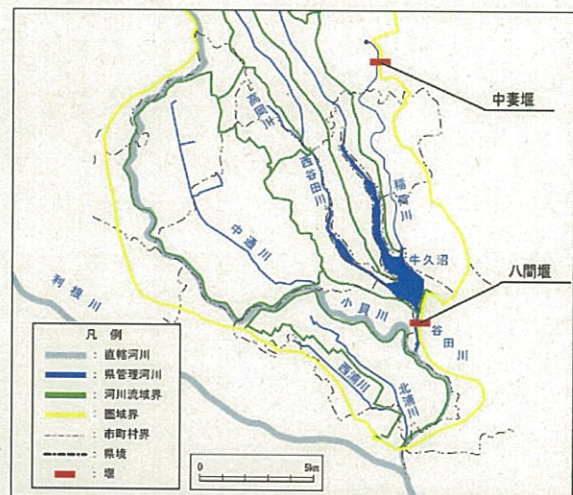 中妻堰
高岡川
西谷田川
稲荷川
中通川
牛久沼
八間堰
利根川
小貝川
谷田川
西浦川
北浦川
凡例
：直轄河川
：県管理河川
：河川流域界
：圏域界
：市町村界
：県境
：堰
0 5km